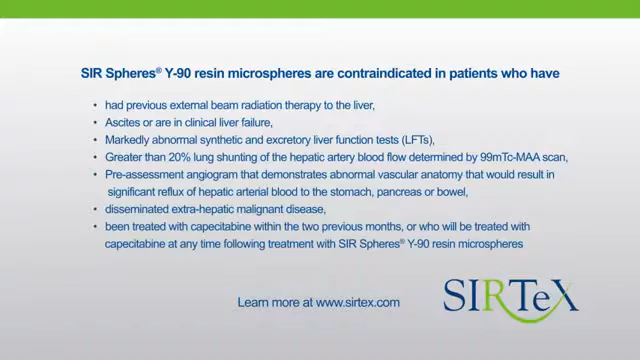 SIR Spheres® Y-90 resin microspheres are contraindicated in patients who have
• had previous external beam radiation therapy to the liver,
• Ascites or are in clinical liver failure,
• Markedly abnormal synthetic and excretory liver function tests (LFTs),
• Greater than 20% lung shunting of the hepatic artery blood flow determined by 99mTc-MAA scan,
• Pre-assessment angiogram that demonstrates abnormal vascular anatomy that would result in
significant reflux of hepatic arterial blood to the stomach, pancreas or bowel,
• disseminated extra-hepatic malignant disease,
• been treated with capecitabine within the two previous months, or who will be treated with
capecitabine at any time following treatment with SIR Spheres® Y-90 resin microspheres
Learn more at www.sirtex.com
SIRTeX